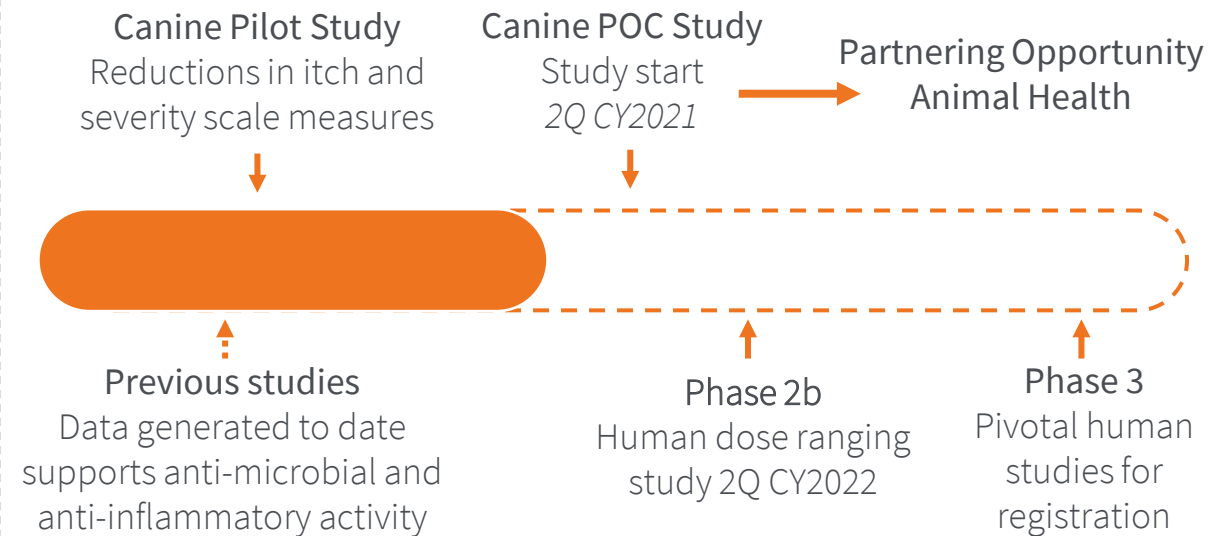 Canine Pilot Study
Reductions in itch and
severity scale measures
Canine POC Study
Study start
2Q CY2021
Partnering Opportunity
Animal Health
Previous studies
Data generated to date
supports anti-microbial and
anti-inflammatory activity
Phase 2b
Human dose ranging
study 2Q CY2022
Phase 3
Pivotal human
studies for
registration